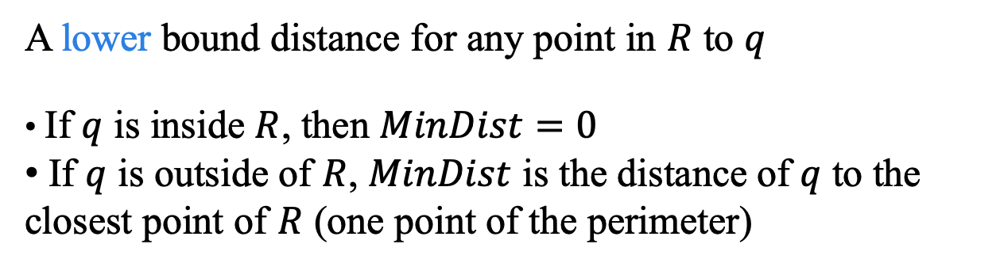 A lower bound distance for any point in R to q
• If q is inside R, then MinDist = 0
• If q is outside of R, MinDist is the distance of q to the
closest point of R (one point of the perimeter)